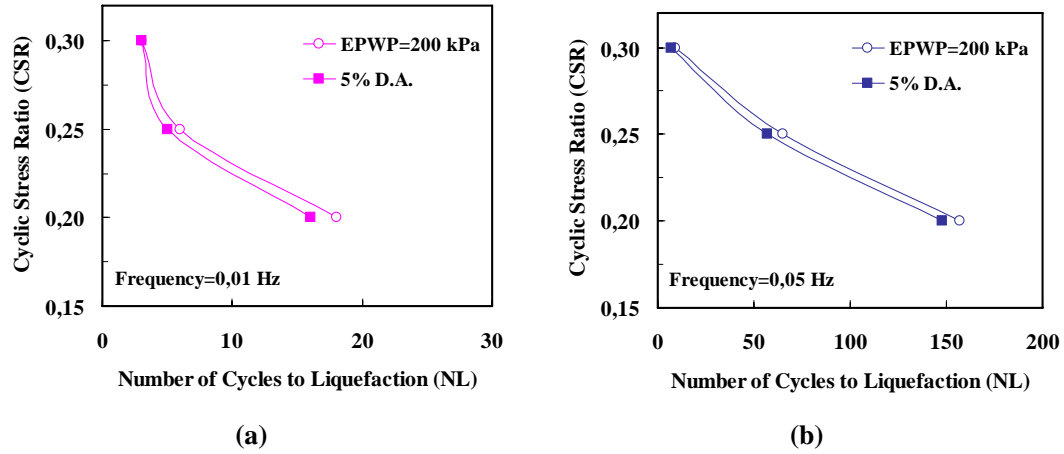 Cyclic Stress Ratio (CSR)
0,30
0,25
0,20
0,15
EPWP=200 kPa
5% D.A.
Frequency=0,01 Hz
0 10 20 30
Number of Cycles to Liquefaction (NL)
(a)
Cyclic Stress Ratio (CSR)
0,30
0,25
0,20
0,15
EPWP=200 kPa
5% D.A.
Frequency=0,05 Hz
0 50 100 150 200
Number of Cycles to Liquefaction (NL)
(b)